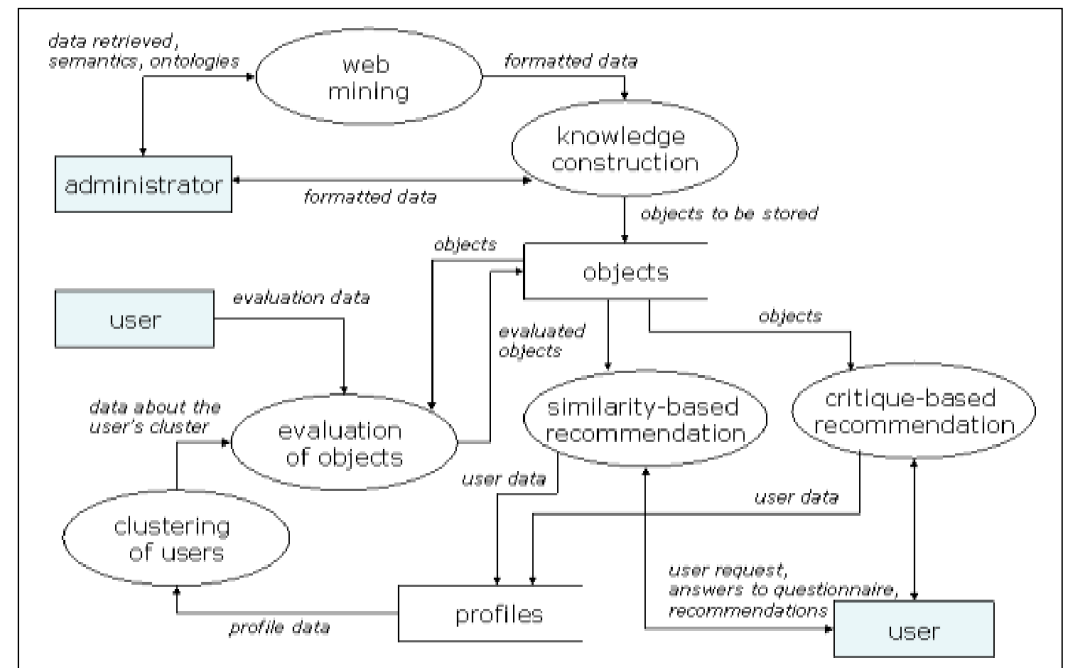 data retrieved,
semantics, ontologies
web
mining
formatted data
knowledge
construction
administrator
formatted data
objects to be stored
objects
objects
user
evaluation data
evaluated
objects
objects
data about the
user's cluster
evaluation
of objects
similarity-based
recommendation
critique-based
recommendation
user data
user data
clustering
of users
user request,
answers to questionnaire,
recommendations
profiles
profile data
user